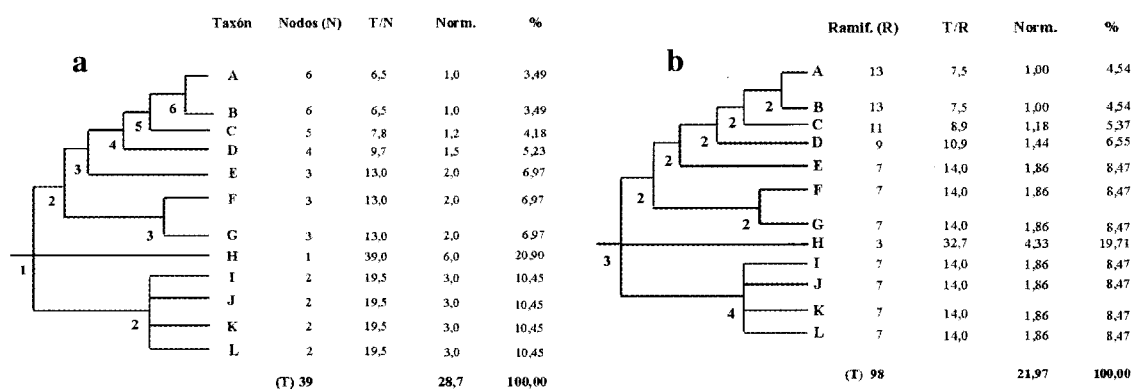 a
Taxón Nodos (N) T/N Norm. %
A 6 6,5 1,0 3,49
6
B 6 6,5 1,0 3,49
5
C 5 7,8 1,2 4,18
4
D 4 9,7 1,5 5,23
3
E 3 13,0 2,0 6,97
2
F 3 13,0 2,0 6,97
3
G 3 13,0 2,0 6,97
1
H 1 39,0 6,0 20,90
I 2 19,5 3,0 10,45
J 2 19,5 3,0 10,45
2
K 2 19,5 3,0 10,45
L 2 19,5 3,0 10,45
(T) 39 28,7 100,00
b
Ramif. (R) T/R Norm. %
A 13 7,5 1,00 4,54
2
B 13 7,5 1,00 4,54
2
C 11 8,9 1,18 5,37
2
D 9 10,9 1,44 6,55
2
E 7 14,0 1,86 8,47
2
F 7 14,0 1,86 8,47
2
G 7 14,0 1,86 8,47
3
H 3 32,7 4,33 19,71
I 7 14,0 1,86 8,47
J 7 14,0 1,86 8,47
4
K 7 14,0 1,86 8,47
L 7 14,0 1,86 8,47
(T) 98 21,97 100,00